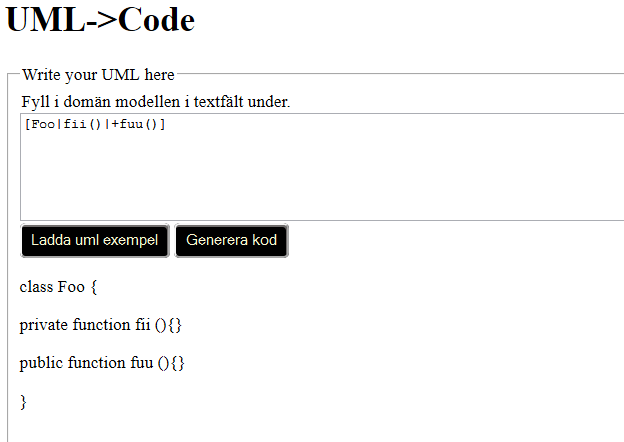 UML->Code
Write your UML here
Fyll i domän modellen i textfält under.
[Foo|fii()|+fuu()]
Ladda uml exempel Generera kod
class Foo {
private function fii (){}
public function fuu (){}
}